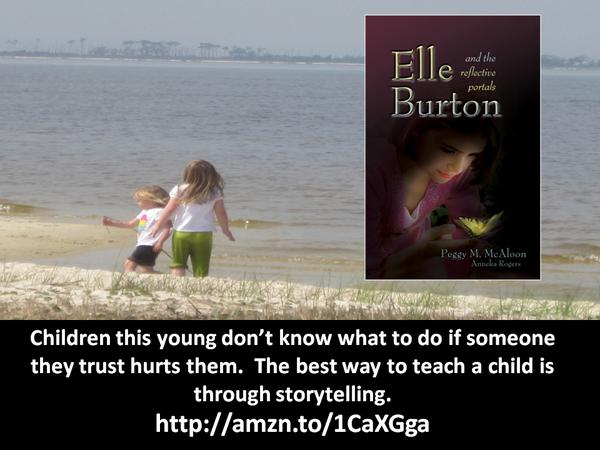 Elle
and the
reflective
portals
Burton
Peggy M. McAloon
Anneka Rogers
Children this young don't know what to do if someone
they trust hurts them.  The best way to teach a child is
through storytelling.
http://amzn.to/1CaXGga